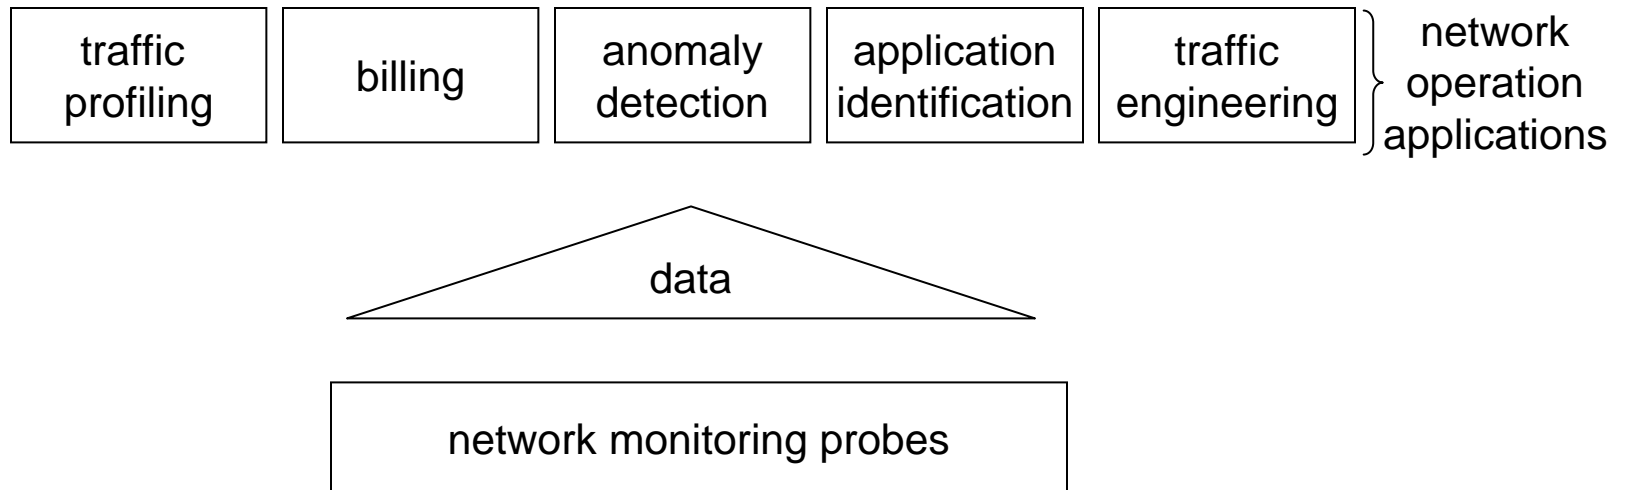 traffic
profiling
billing
anomaly
detection
application
identification
traffic
engineering
network
operation
applications
data
network monitoring probes